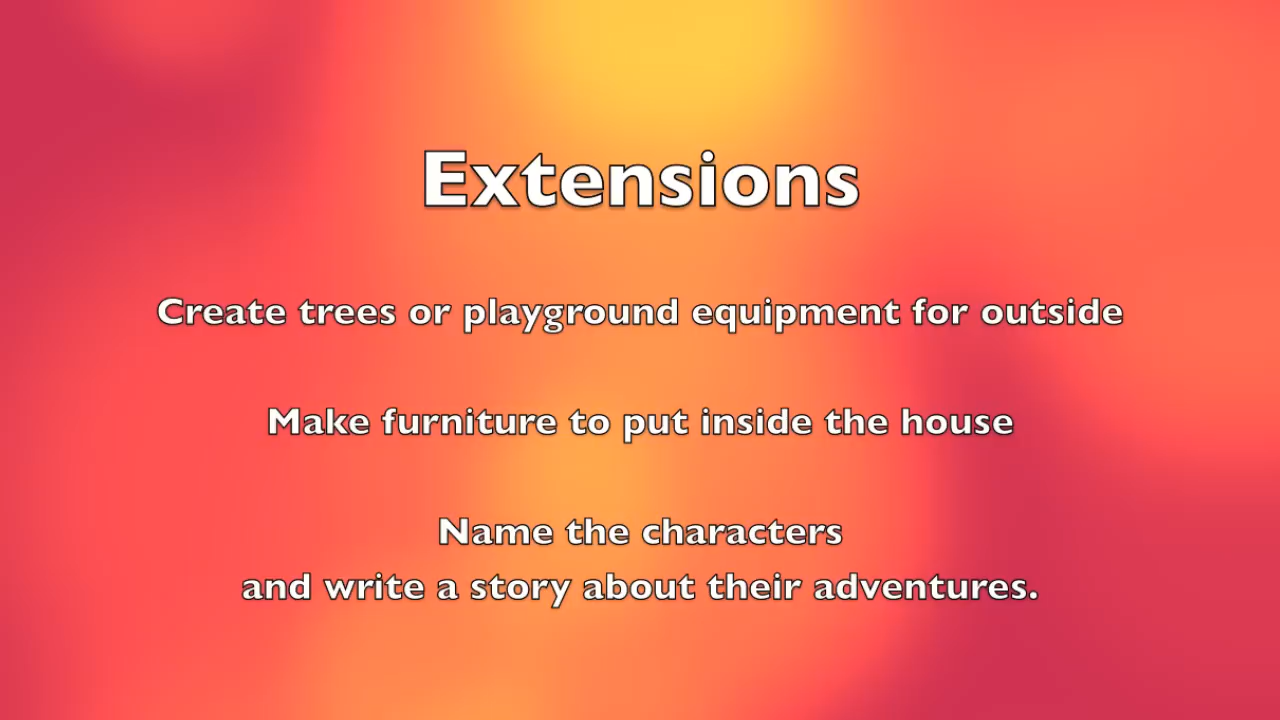 Extensions
Create trees or playground equipment for outside
Make furniture to put inside the house
Name the characters
and write a story about their adventures.